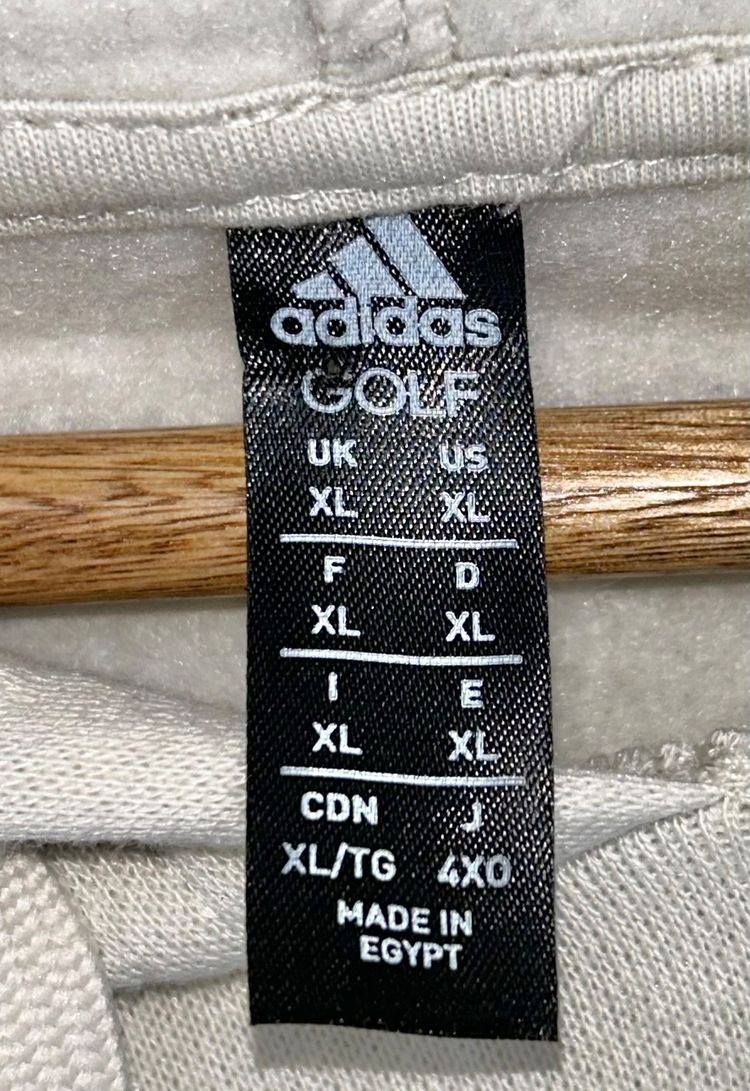 adidas
GOLF
UK US
XL XL
F D
XL XL
I E
XL XL
CDN J
XL/TG 4XO
MADE IN
EGYPT